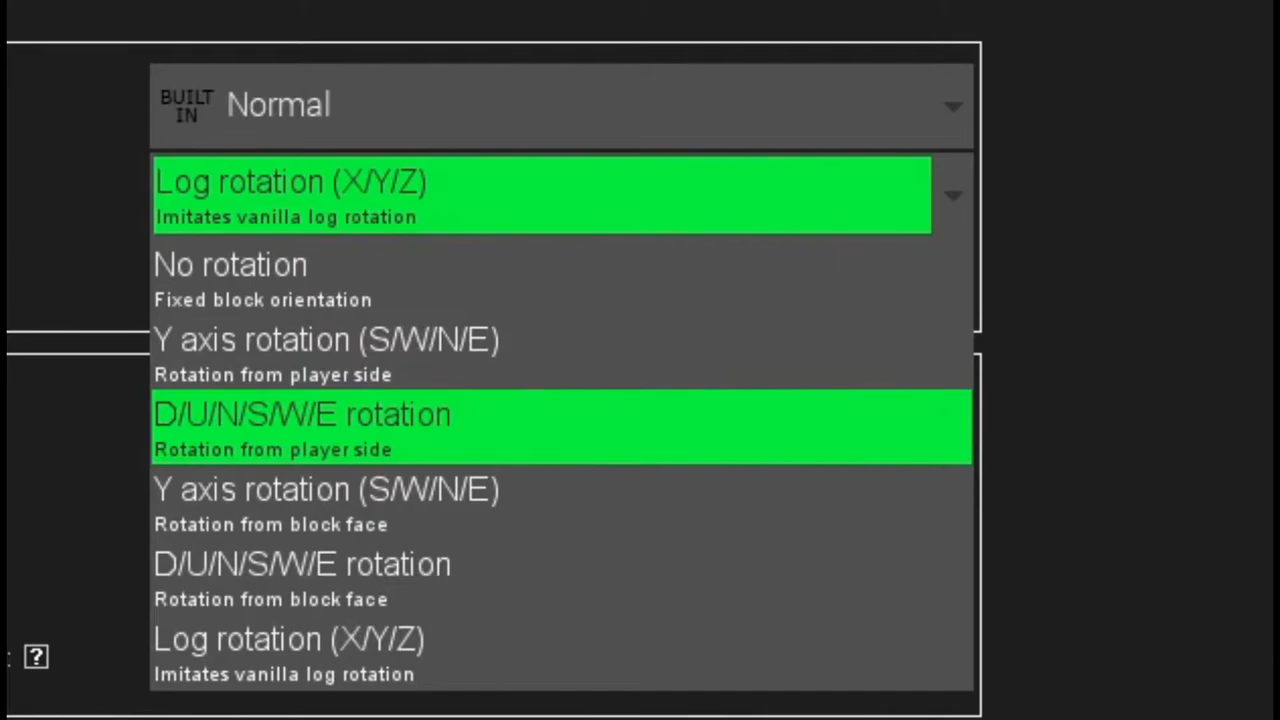 BUILT
IN
Normal
Log rotation (X/Y/Z)
Imitates vanilla log rotation
No rotation
Fixed block orientation
Y axis rotation (S/W/N/E)
Rotation from player side
D/U/N/S/W/E rotation
Rotation from player side
Y axis rotation (S/W/N/E)
Rotation from block face
D/U/N/S/W/E rotation
Rotation from block face
Log rotation (X/Y/Z)
Imitates vanilla log rotation
: ?